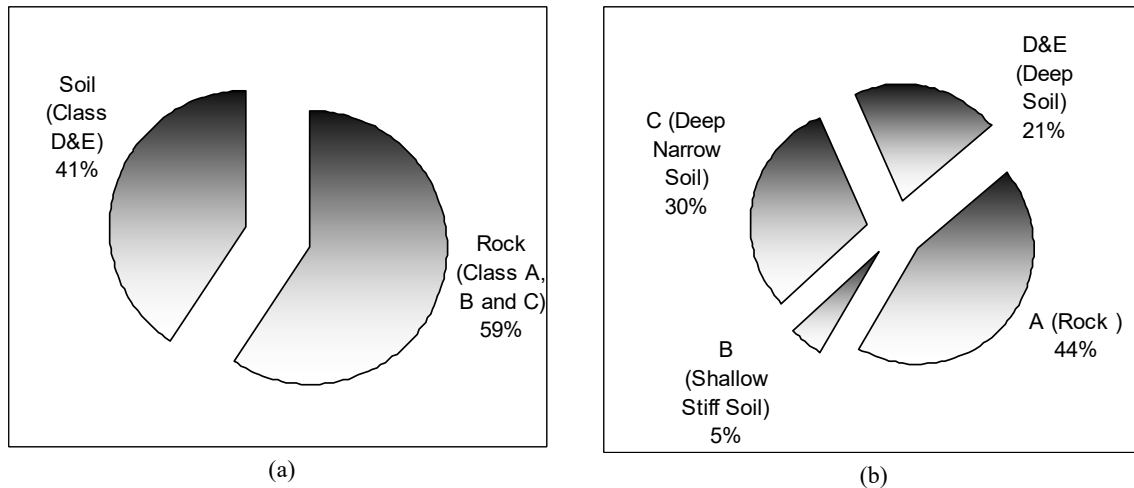 Soil
(Class
D&E)
41%
Rock
(Class A,
B and C)
59%
(a)
D&E
(Deep
Soil)
21%
C (Deep
Narrow
Soil)
30%
A (Rock )
44%
B
(Shallow
Stiff Soil)
5%
(b)